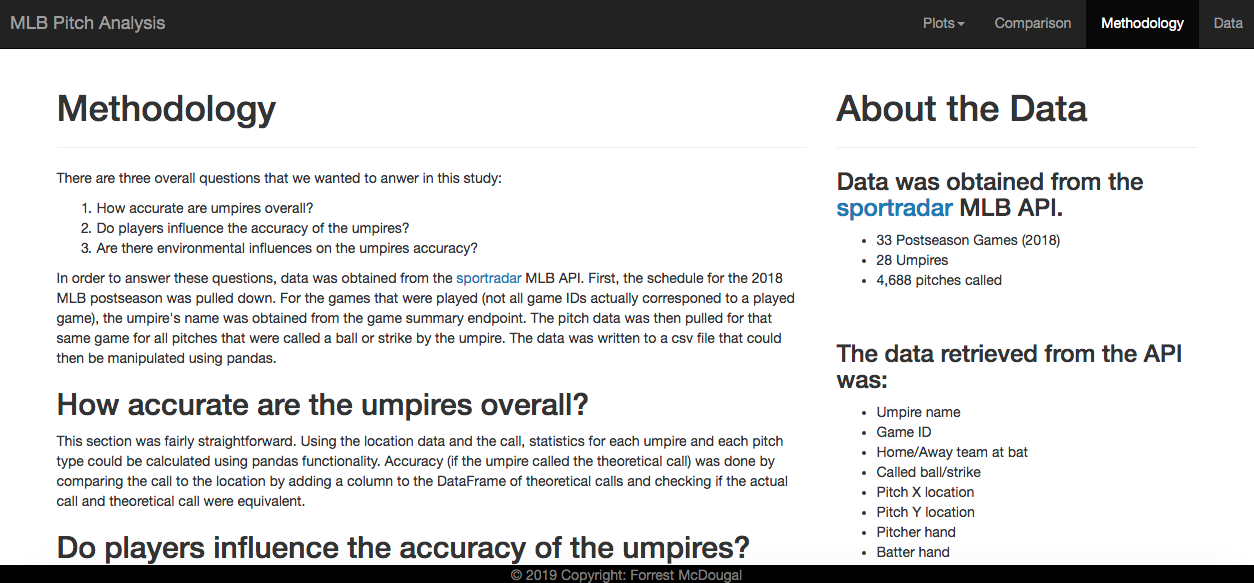 MLB Pitch Analysis
Plots
Comparison
Methodology
Data
Methodology
There are three overall questions that we wanted to anwer in this study:
1. How accurate are umpires overall?
2. Do players influence the accuracy of the umpires?
3. Are there environmental influences on the umpires accuracy?
In order to answer these questions, data was obtained from the sportradar MLB API. First, the schedule for the 2018
MLB postseason was pulled down. For the games that were played (not all game IDs actually corresponed to a played
game), the umpire's name was obtained from the game summary endpoint. The pitch data was then pulled for that
same game for all pitches that were called a ball or strike by the umpire. The data was written to a csv file that could
then be manipulated using pandas.
How accurate are the umpires overall?
This section was fairly straightforward. Using the location data and the call, statistics for each umpire and each pitch
type could be calculated using pandas functionality. Accuracy (if the umpire called the theoretical call) was done by
comparing the call to the location by adding a column to the DataFrame of theoretical calls and checking if the actual
call and theoretical call were equivalent.
Do players influence the accuracy of the umpires?
About the Data
Data was obtained from the
sportradar MLB API.
• 33 Postseason Games (2018)
• 28 Umpires
• 4,688 pitches called
The data retrieved from the API
was:
• Umpire name
• Game ID
• Home/Away team at bat
• Called ball/strike
• Pitch X location
• Pitch Y location
• Pitcher hand
• Batter hand
© 2019 Copyright: Forrest McDougal